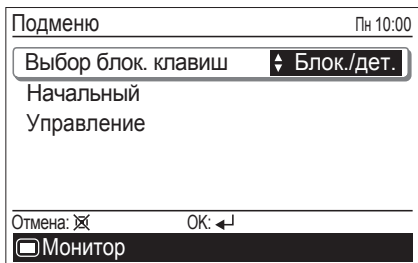 Подменю Пн 10:00
Выбор блок. клавиш Блок./дет.
Начальный
Управление
Отмена: OK:
Монитор